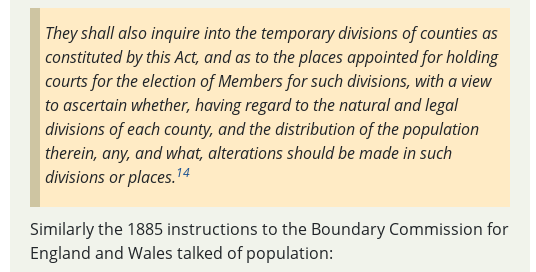 They shall also inquire into the temporary divisions of counties as
constituted by this Act, and as to the places appointed for holding
courts for the election of Members for such divisions, with a view
to ascertain whether, having regard to the natural and legal
divisions of each county, and the distribution of the population
therein, any, and what, alterations should be made in such
divisions or places.14
Similarly the 1885 instructions to the Boundary Commission for
England and Wales talked of population: